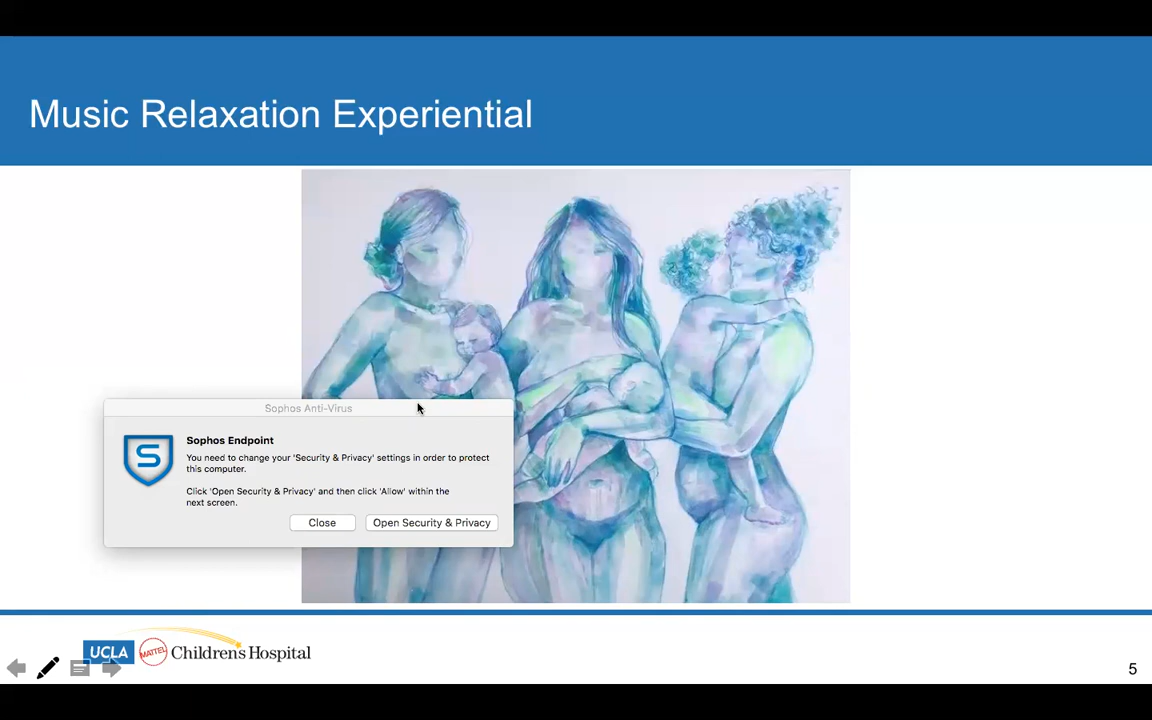 Music Relaxation Experiential
Sophos Anti-Virus
Sophos Endpoint
You need to change your 'Security & Privacy' settings in order to protect
this computer.
Click 'Open Security & Privacy' and then click 'Allow' within the
next screen.
Close
Open Security & Privacy
UCLA MATTEL Children's Hospital
5